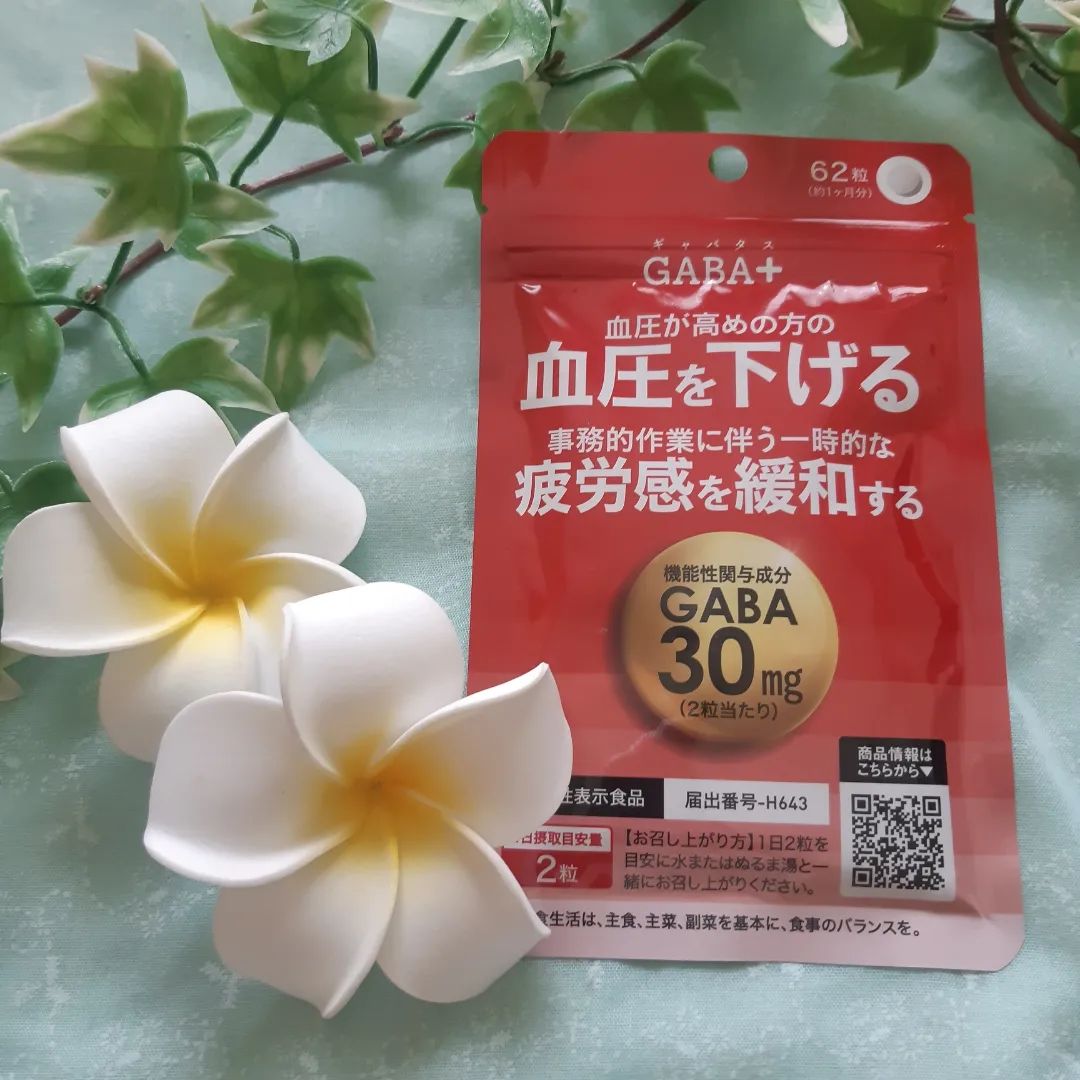 62粒
(約1ヶ月分)
ギャバタス
GABA+
血圧が高めの方の
血圧を下げる
事務的作業に伴う一時的な
疲労感を緩和する
機能性関与成分
GABA
30mg
(2粒当たり)
商品情報は
こちらから▼
性表示食品
届出番号-H643
日摂取目安量
2粒
【お召し上がり方】1日2粒を
目安に水またはぬるま湯と一
緒にお召し上がりください。
食生活は、主食、主菜、副菜を基本に、食事のバランスを。